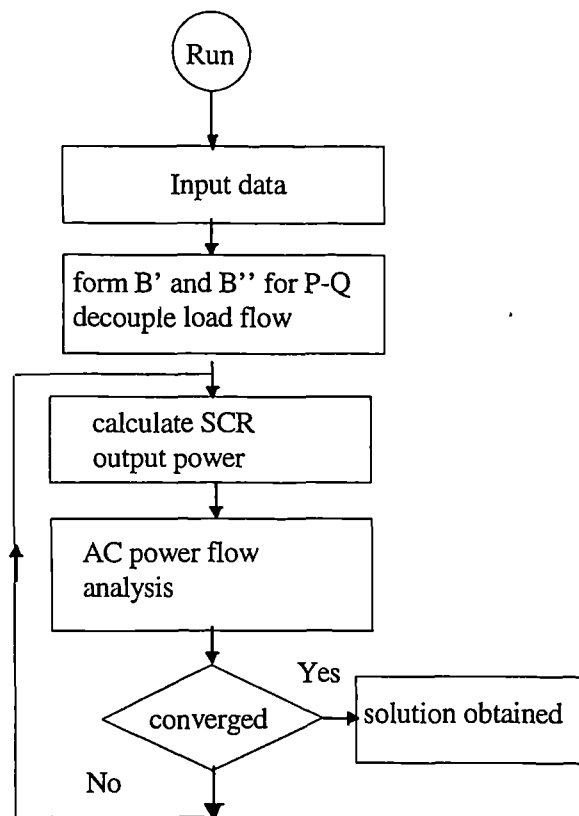 Run
Input data
form B' and B'' for P-Q
decouple load flow
calculate SCR
output power
AC power flow
analysis
Yes
converged
solution obtained
No